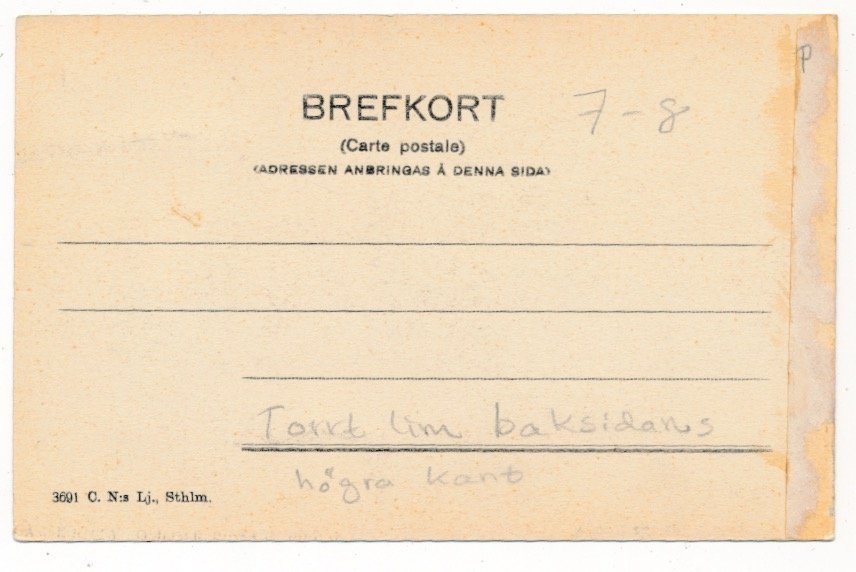 P
BREFKORT
7-8
(Carte postale)
(ADRESSEN ANBRINGAS Å DENNA SIDA)
Torrt lim baksidans
högra kant
3691 C. N:s Lj., Sthlm.